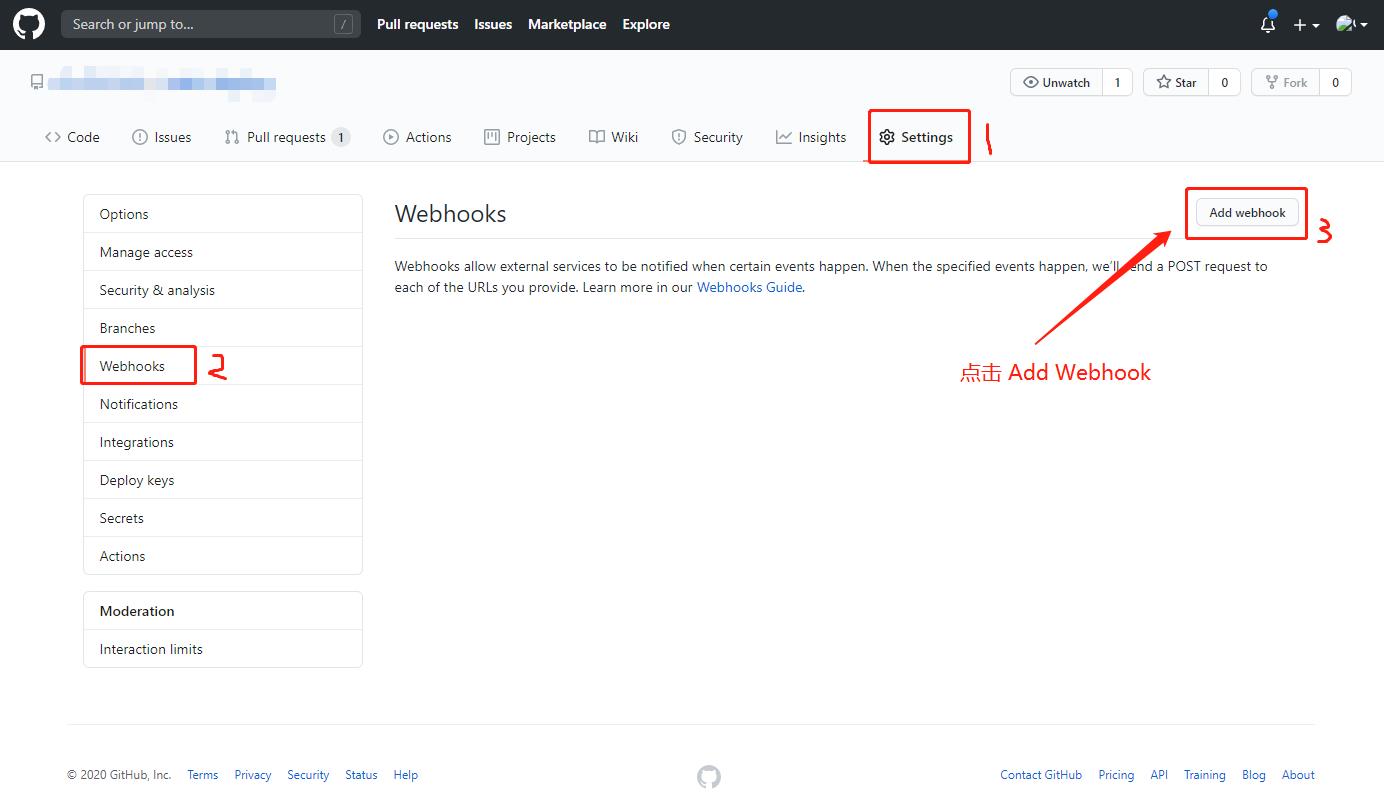 Search or jump to... /
Pull requests Issues Marketplace Explore
Unwatch 1 Star 0 Fork 0
Code Issues Pull requests 1 Actions Projects Wiki Security Insights Settings 1
Options
Manage access
Security & analysis
Branches
Webhooks 2
Notifications
Integrations
Deploy keys
Secrets
Actions
Moderation
Interaction limits
Webhooks
Add webhook 3
Webhooks allow external services to be notified when certain events happen. When the specified events happen, we’ll send a POST request to
each of the URLs you provide. Learn more in our Webhooks Guide.
点击 Add Webhook
© 2020 GitHub, Inc. Terms Privacy Security Status Help
Contact GitHub Pricing API Training Blog About